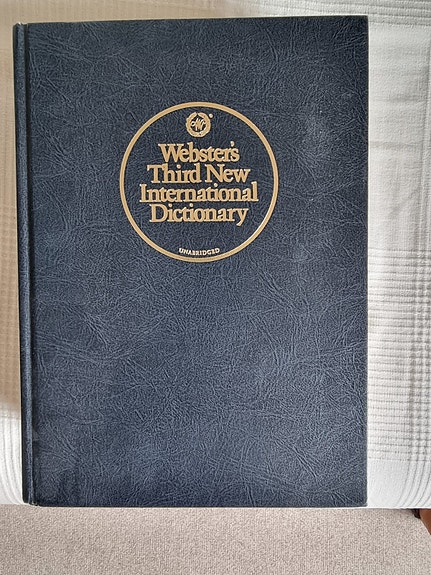 Webster's
Third New
International
Dictionary
UNABRIDGED